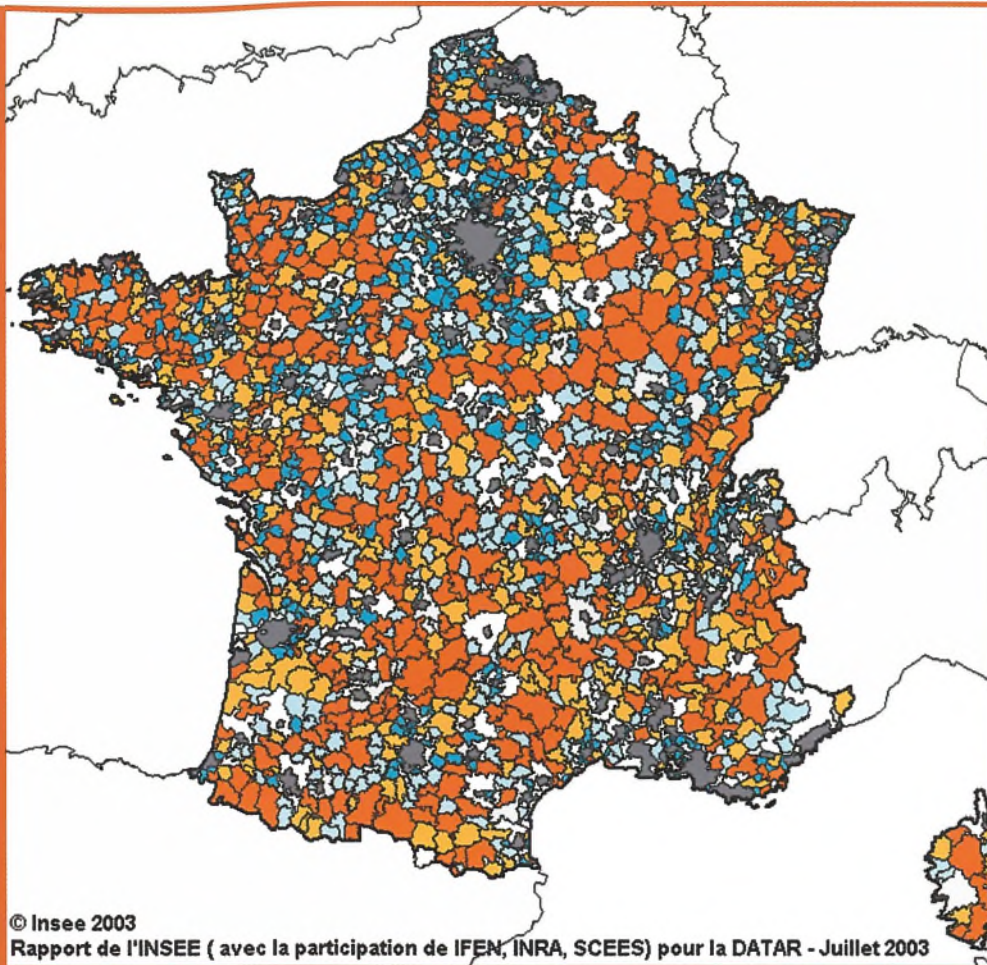 © Insee 2003
Rapport de l'INSEE ( avec la participation de IFEN, INRA, SCEES) pour la DATAR - Juillet 2003